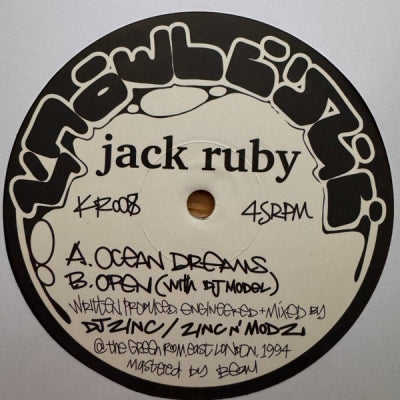 jack ruby
KR008 45RPM
A. OCEAN DREAMS
B. OPEN (WITH DJ MODEL)
WRITTEN, PRODUCED, ENGINEERED + MIXED BY
DJ ZINC / ZINC N' MODZ
@ THE GREEN ROOM, EAST LONDON, 1994
MASTERED BY